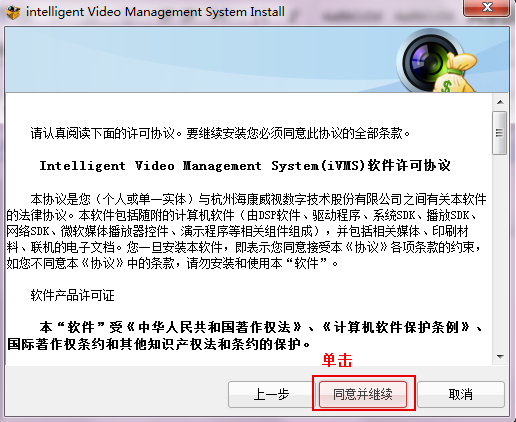 intelligent Video Management System Install
请认真阅读下面的许可协议。要继续安装您必须同意此协议的全部条款。
Intelligent Video Management System(iVMS)软件许可协议
本协议是您（个人或单一实体）与杭州海康威视数字技术股份有限公司之间有关本软件
的法律协议。本软件包括随附的计算机软件（由DSP软件、驱动程序、系统SDK、播放SDK、
网络SDK、微软媒体播放器控件、演示程序等相关组件组成），并包括相关媒体、印刷材
料、联机的电子文档。您一旦安装本软件，即表示您同意接受本《协议》各项条款的约束，
如您不同意本《协议》中的条款，请勿安装和使用本“软件”。
软件产品许可证
本“软件”受《中华人民共和国著作权法》、《计算机软件保护条例》、
国际著作权条约和其他知识产权法和条约的保护。
单击
上一步
同意并继续
取消